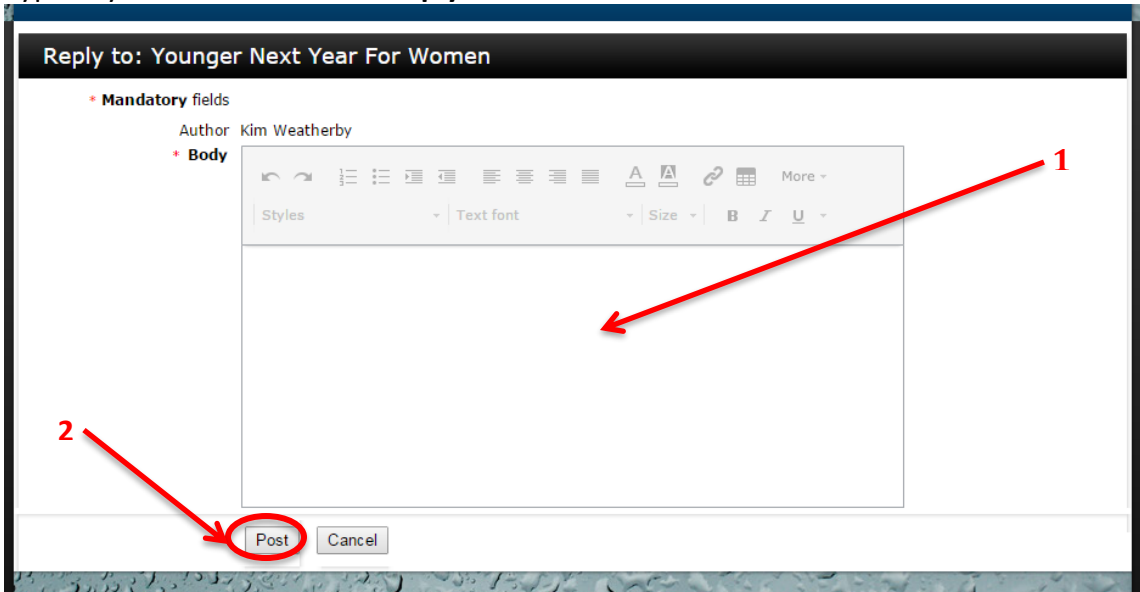 Reply to: Younger Next Year For Women
* Mandatory fields
Author Kim Weatherby
* Body
More
1
Styles Text font Size B I U
2
Post Cancel